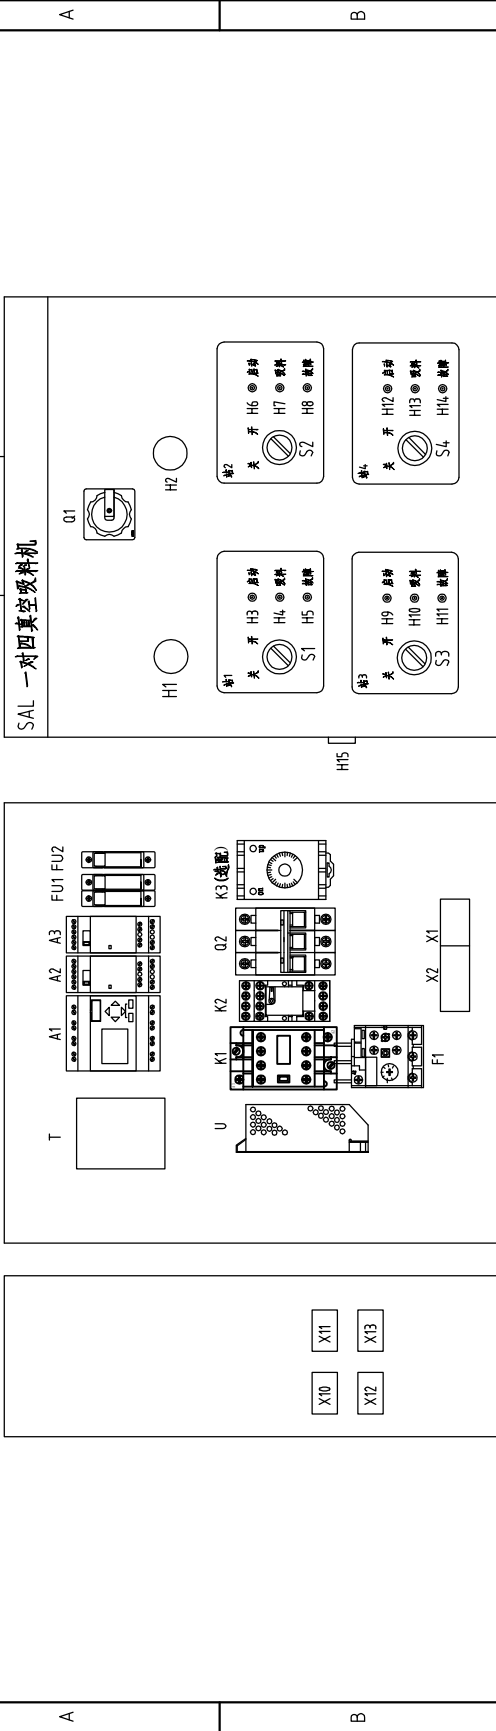 A
B
SAL 一对四真空吸料机
Q1
H1
H2
站1
关 开
S1
H3 启动
H4 吸料
H5 故障
站2
关 开
S2
H6 启动
H7 吸料
H8 故障
站3
关 开
S3
H9 启动
H10 吸料
H11 故障
站4
关 开
S4
H12 启动
H13 吸料
H14 故障
H15
T
A1
A2
A3
FU1 FU2
U
K1
K2
Q2
K3(选配)
F1
X2
X1
X10
X11
X12
X13
A
B